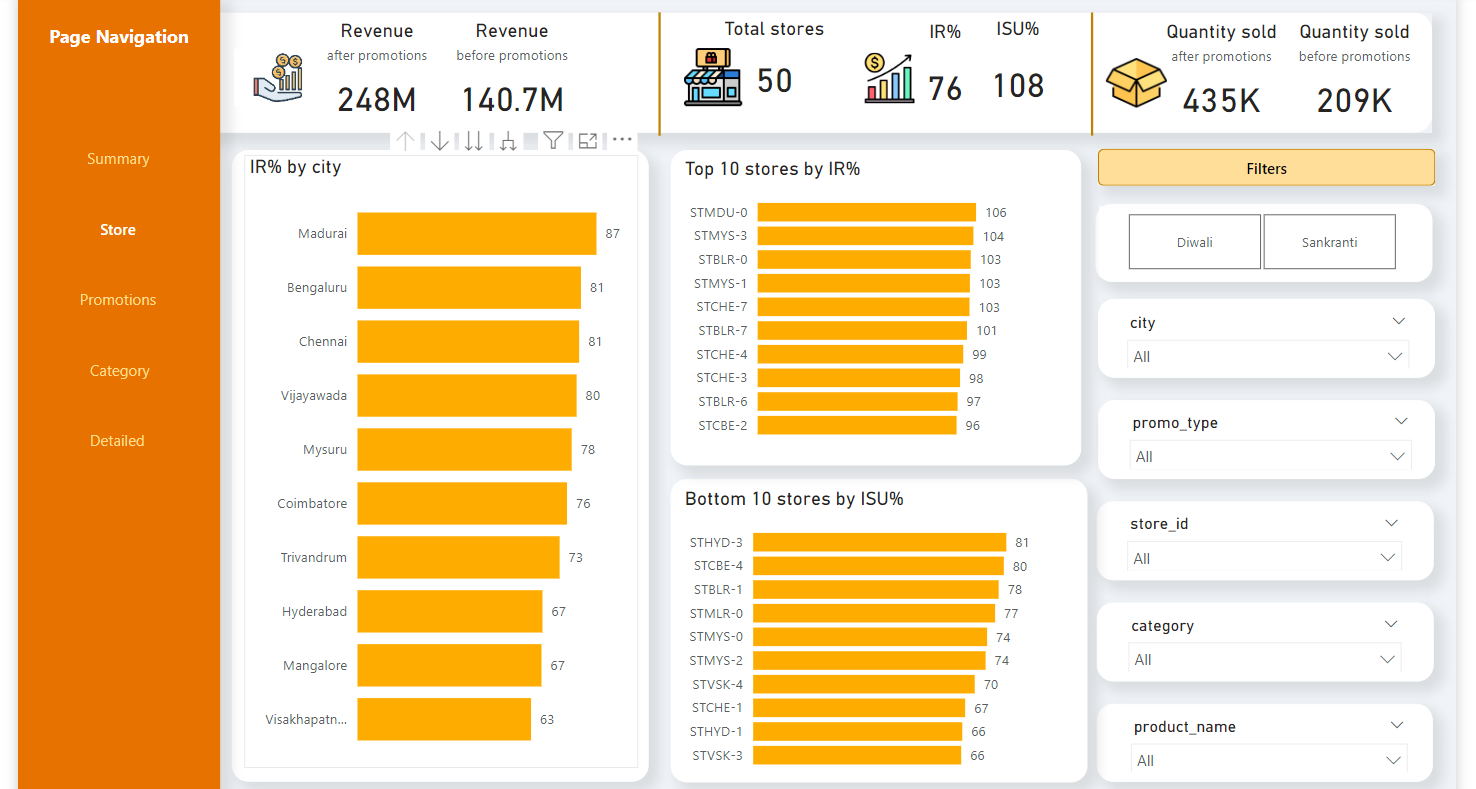 Page Navigation
Summary
Store
Promotions
Category
Detailed
Revenue
after promotions
248M
Revenue
before promotions
140.7M
Total stores
50
IR%
76
ISU%
108
Quantity sold
after promotions
435K
Quantity sold
before promotions
209K
IR% by city
Madurai 87
Bengaluru 81
Chennai 81
Vijayawada 80
Mysuru 78
Coimbatore 76
Trivandrum 73
Hyderabad 67
Mangalore 67
Visakhapatn... 63
Top 10 stores by IR%
STMDU-0 106
STMYS-3 104
STBLR-0 103
STMYS-1 103
STCHE-7 103
STBLR-7 101
STCHE-4 99
STCHE-3 98
STBLR-6 97
STCBE-2 96
Bottom 10 stores by ISU%
STHYD-3 81
STCBE-4 80
STBLR-1 78
STMLR-0 77
STMYS-0 74
STMYS-2 74
STVSK-4 70
STCHE-1 67
STHYD-1 66
STVSK-3 66
Filters
Diwali Sankranti
city
All
promo_type
All
store_id
All
category
All
product_name
All